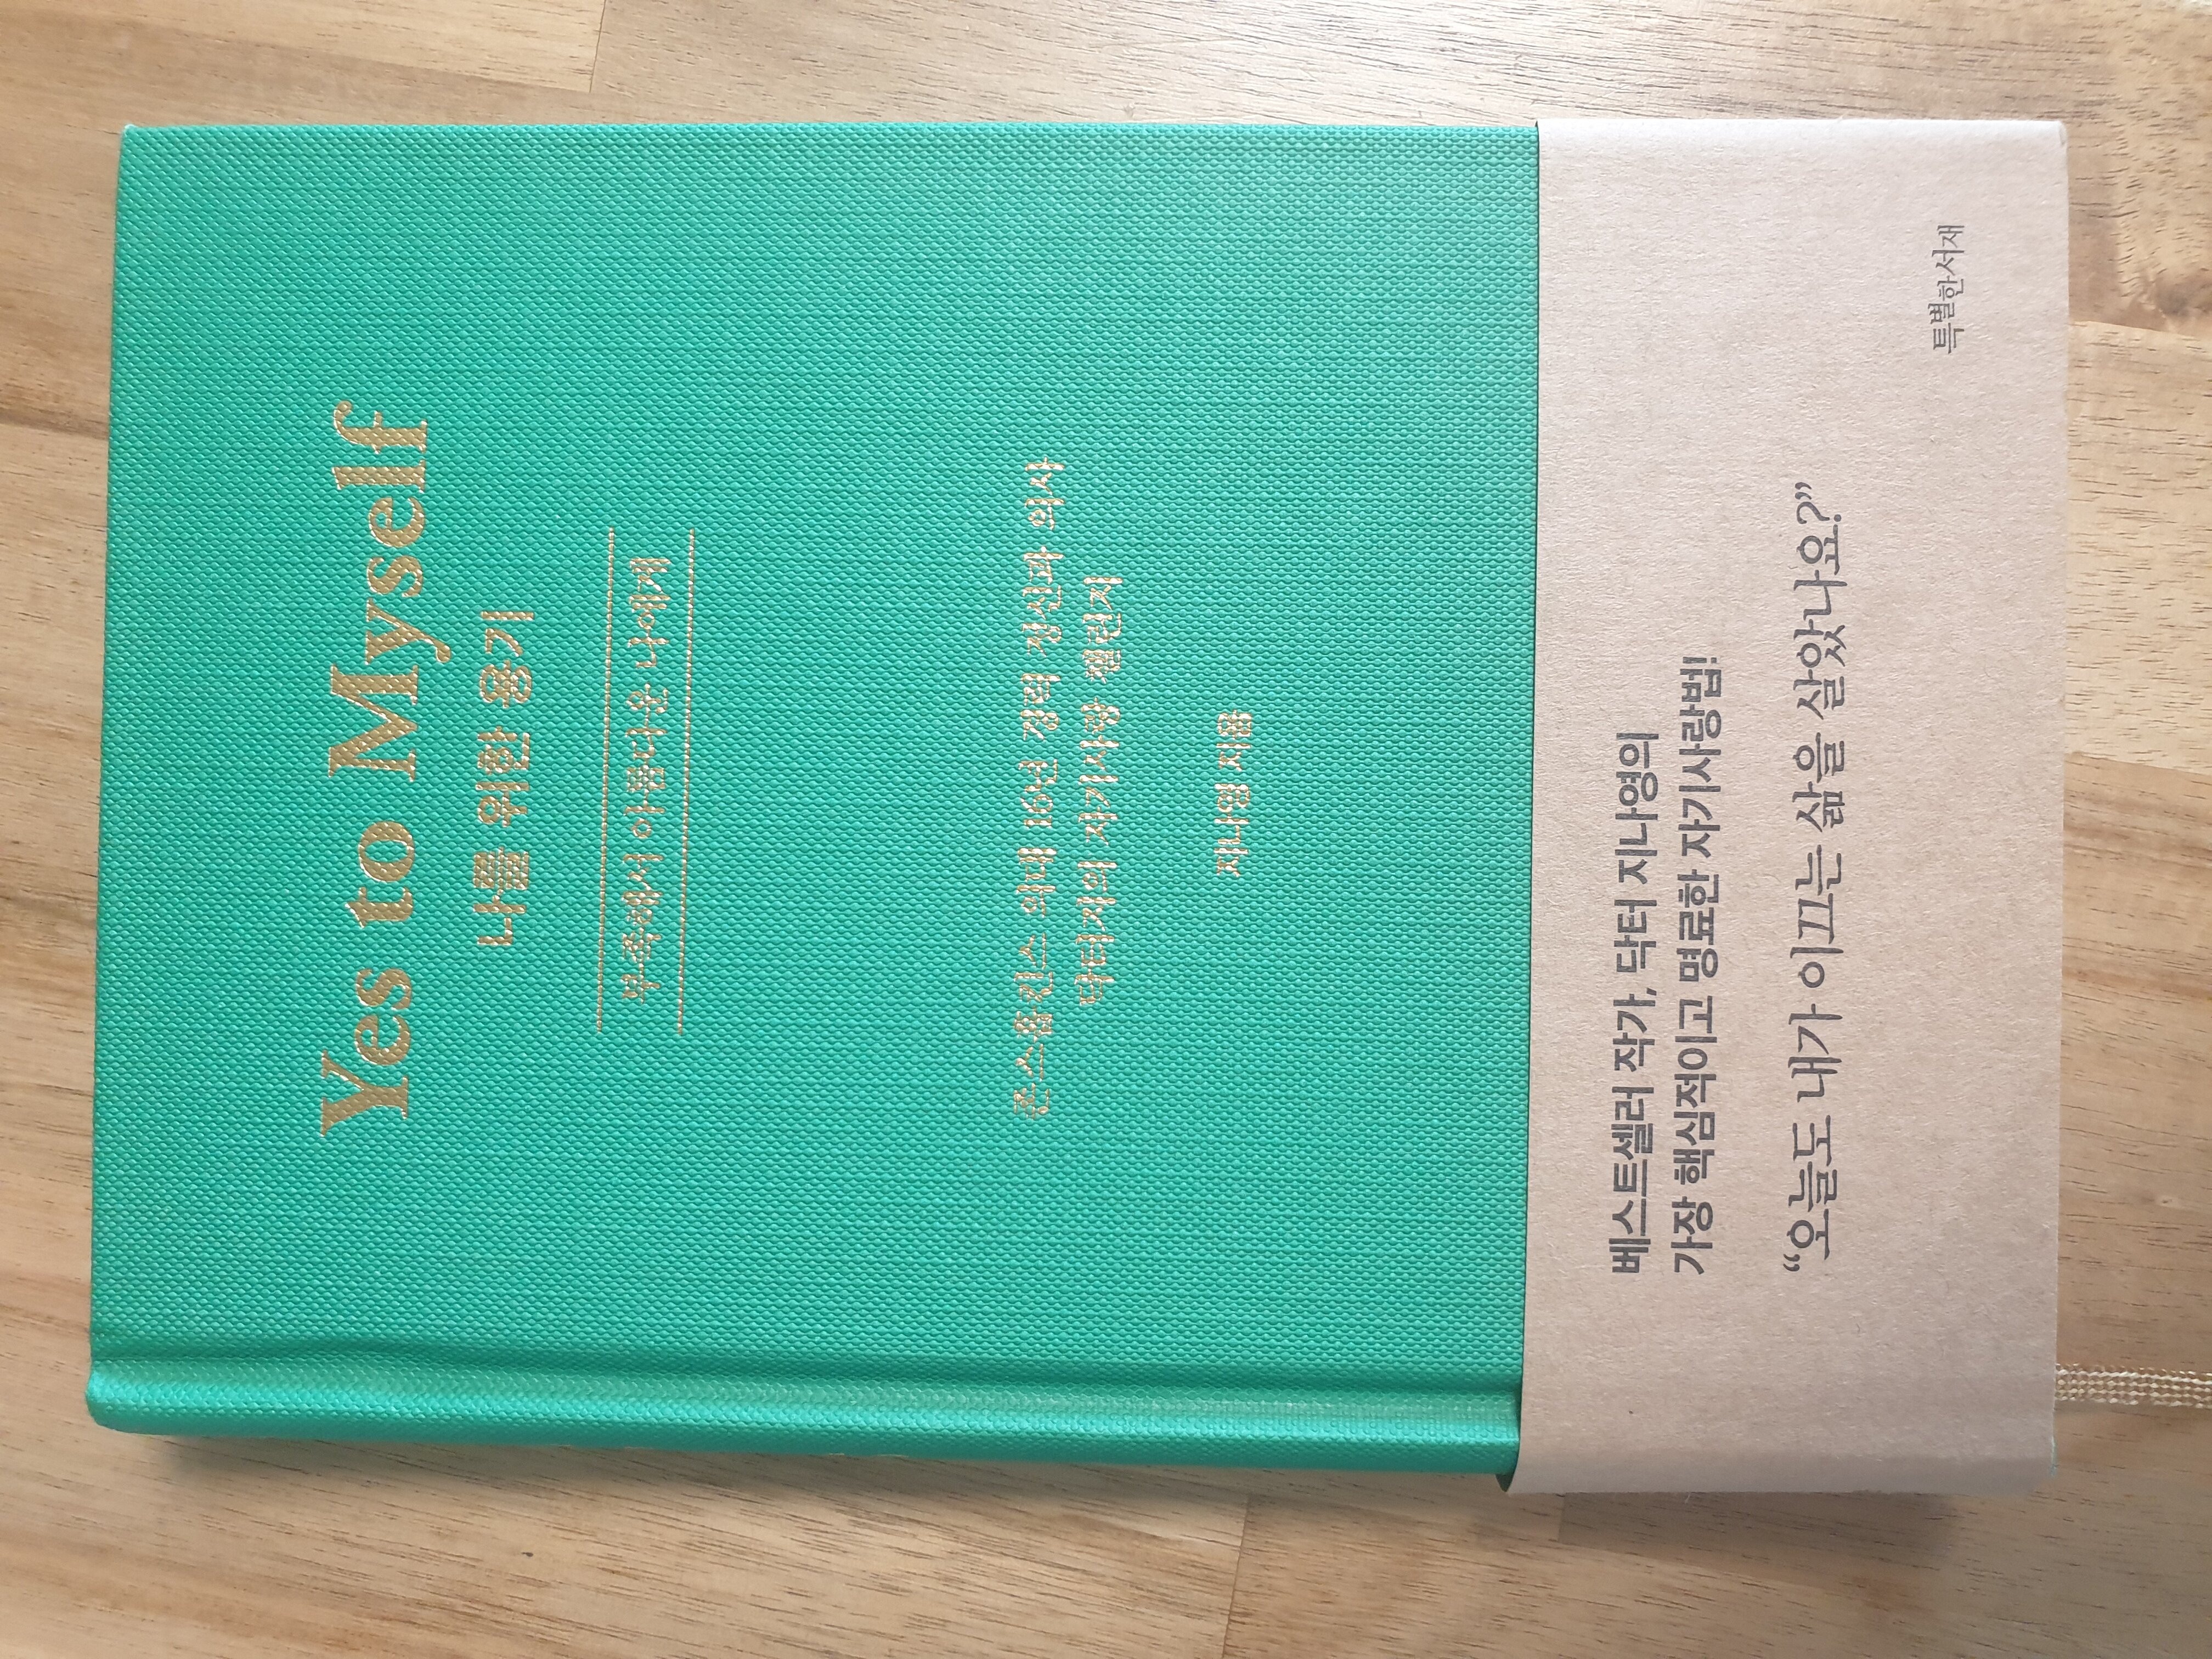 Yes to Myself
나를 위한 용기
부족해서 아름다운 나에게
존스홉킨스 의대 16년 경력 정신과 의사
닥터지의 자기사랑 챌린지
지나영 지음
베스트셀러 작가, 닥터 지나영의
가장 핵심적이고 명료한 자기사랑법!
“오늘도 내가 이끄는 삶을 살았나요?”
특별한서재